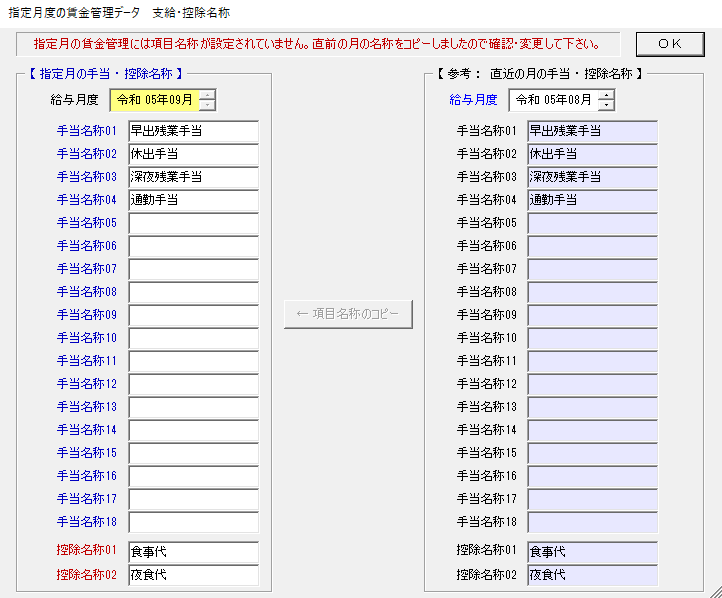 指定月度の賃金管理データ　支給・控除名称
指定月の賃金管理には項目名称が設定されていません。直前の月の名称をコピーしましたので確認・変更して下さい。
ＯＫ
【 指定月の手当・控除名称 】
給与月度 令和 05年09月
手当名称01 早出残業手当
手当名称02 休出手当
手当名称03 深夜残業手当
手当名称04 通勤手当
手当名称05
手当名称06
手当名称07
手当名称08
手当名称09
手当名称10
手当名称11
手当名称12
手当名称13
手当名称14
手当名称15
手当名称16
手当名称17
手当名称18
控除名称01 食事代
控除名称02 夜食代
← 項目名称のコピー
【 参考： 直近の月の手当・控除名称 】
給与月度 令和 05年08月
手当名称01 早出残業手当
手当名称02 休出手当
手当名称03 深夜残業手当
手当名称04 通勤手当
手当名称05
手当名称06
手当名称07
手当名称08
手当名称09
手当名称10
手当名称11
手当名称12
手当名称13
手当名称14
手当名称15
手当名称16
手当名称17
手当名称18
控除名称01 食事代
控除名称02 夜食代